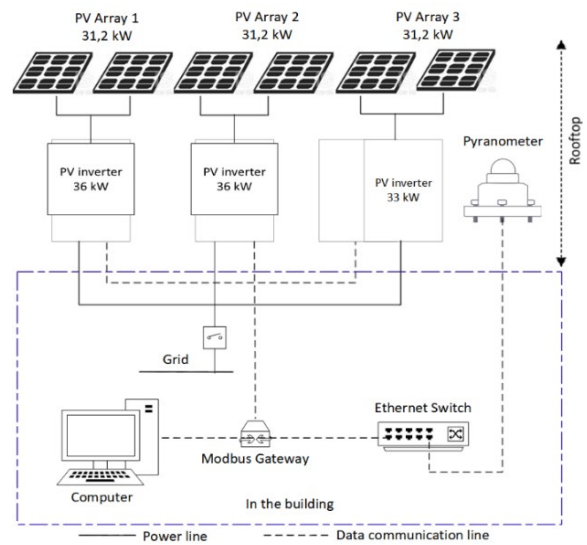 PV Array 1
31,2 kW
PV Array 2
31,2 kW
PV Array 3
31,2 kW
Rooftop
Pyranometer
PV inverter
36 kW
PV inverter
36 kW
PV inverter
33 kW
Grid
Ethernet Switch
Modbus Gateway
Computer
In the building
Power line
Data communication line